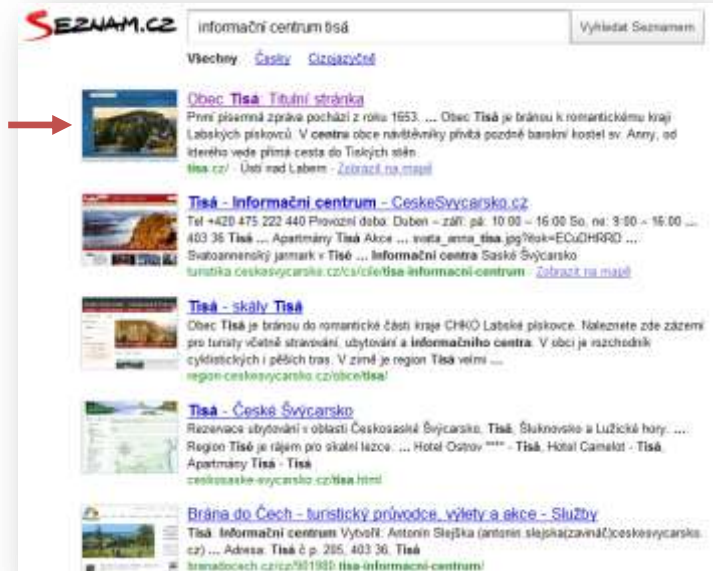 SEZNAM.CZ
informační centrum tisá
Vyhledat Seznamem
Všechny Česky Cizojazyčně
Obec Tisá: Titulní stránka
První písemná zpráva pochází z roku 1653. ... Obec Tisá je bránou k romantickému kraji
Labských pískovců. V centru obce návštěvníky přivítá pozdně barokní kostel sv. Anny, od
kterého vede přímá cesta do Tiských stěn.
tisa.cz/ - Ústí nad Labem - Zobrazit na mapě
Tisá - Informační centrum - CeskeSvycarsko.cz
Tel +420 475 222 440 Provozní doba: Duben – září: pá: 10:00 – 16:00 So, ne: 9:00 – 16:00 ...
403 36 Tisá ... Apartmány Tisá Akce ... svata_anna_tisa.jpg?itok=ECuDHRRD ...
Svatoannenský jarmark v Tisé ... Informační centra Saské Švýcarsko
turistika.ceskesvycarsko.cz/cs/cile/tisa-informacni-centrum - Zobrazit na mapě
Tisá - skály Tisá
Obec Tisá je bránou do romantické části kraje CHKO Labské pískovce. Naleznete zde zázemí
pro turisty včetně stravování, ubytování a informačního centra. V obci je rozchodník
cyklistických i pěších tras. V zimě je region Tisá velmi ...
region-ceskesvycarsko.cz/obce/tisa/
Tisá - České Švýcarsko
Rezervace ubytování v oblasti Českosaské Švýcarsko, Tisá, Šluknovsko a Lužické hory. ...
Region Tisé je rájem pro skalní lezce. ... Hotel Ostrov **** - Tisá, Hotel Camelot - Tisá,
Apartmány Tisá - Tisá
ceskosaske-svycarsko.cz/tisa.html
Brána do Čech - turistický průvodce, výlety a akce - Služby
Tisá. Informační centrum Vytvořil: Antonín Slejška (antonin.slejska(zavináč)ceskesvycarsko.
cz) ... Adresa: Tisá č.p. 205, 403 36, Tisá
branadocech.cz/cz/901980.tisa-informacni-centrum/